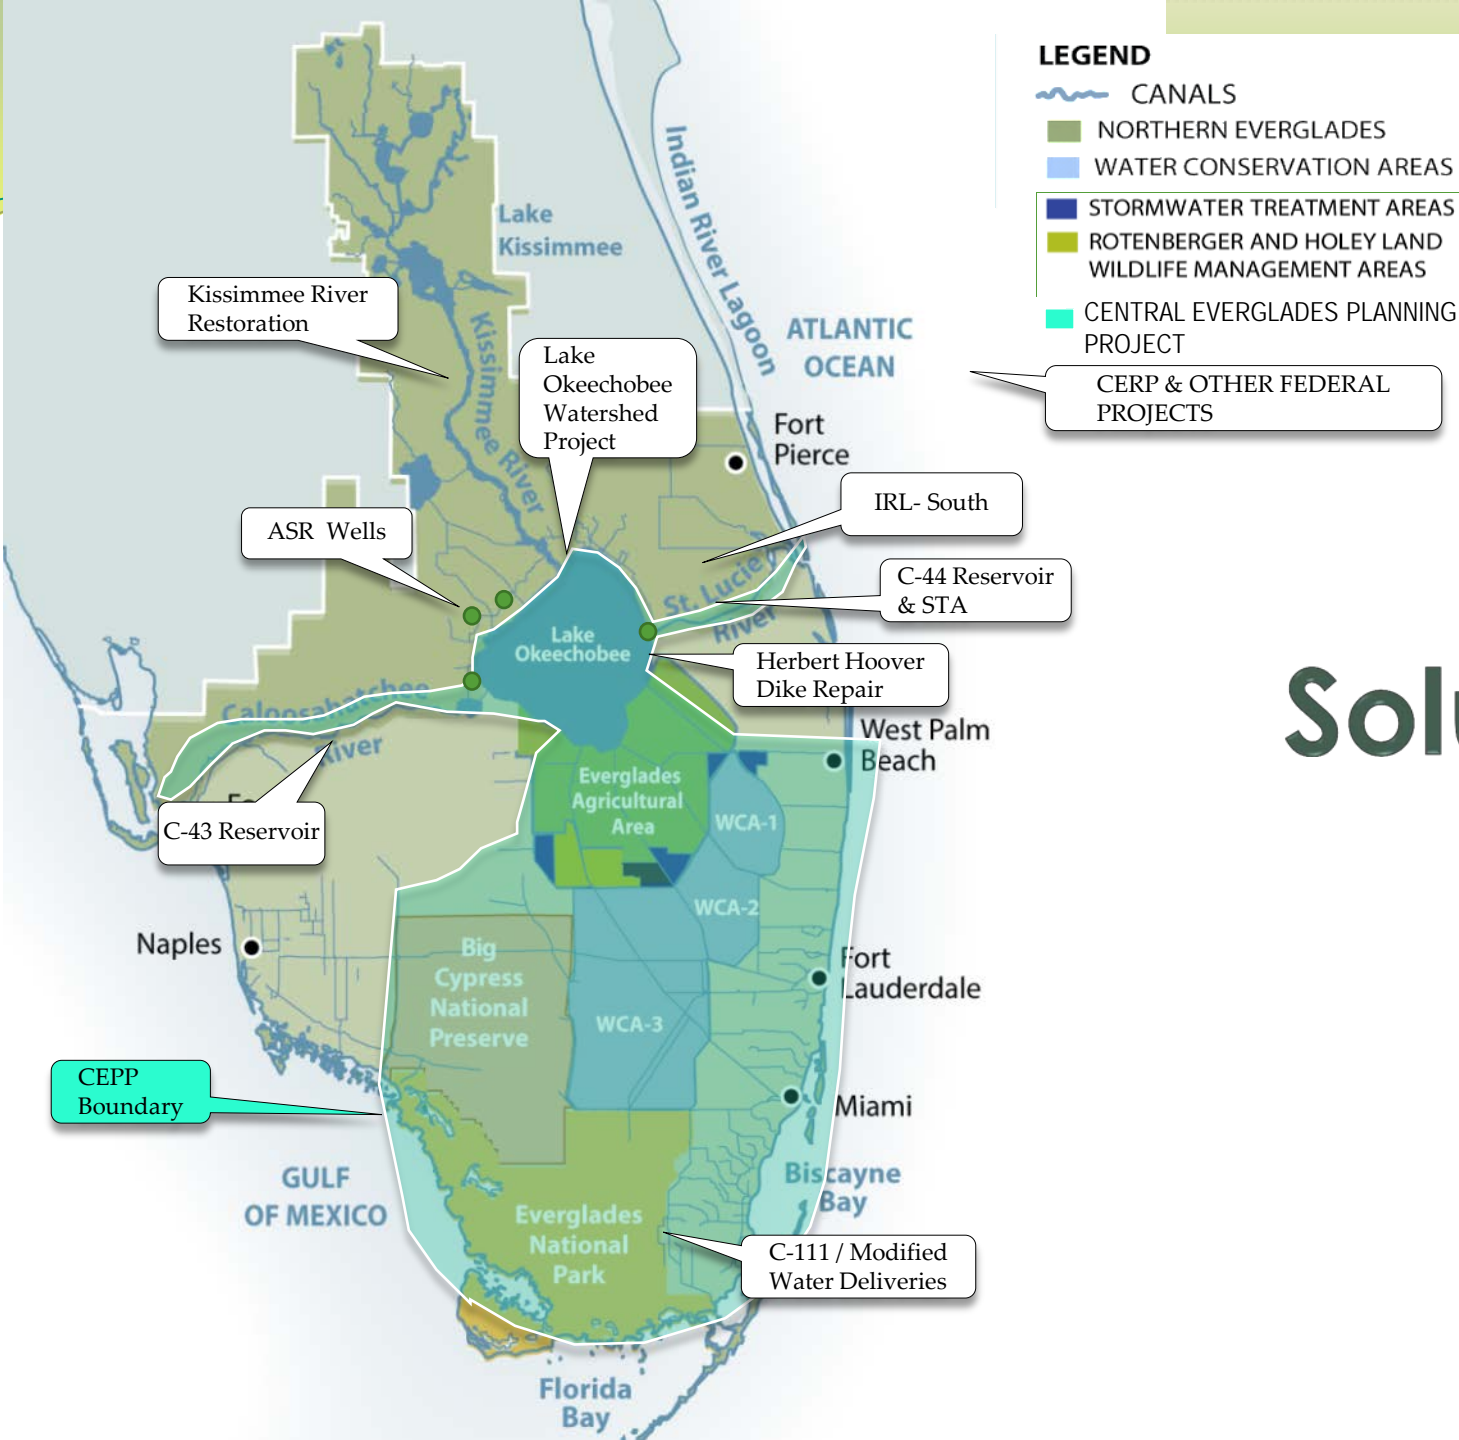 LEGEND
CANALS
NORTHERN EVERGLADES
WATER CONSERVATION AREAS
STORMWATER TREATMENT AREAS
ROTENBERGER AND HOLEY LAND
WILDLIFE MANAGEMENT AREAS
CENTRAL EVERGLADES PLANNING
PROJECT
CERP & OTHER FEDERAL
PROJECTS
Indian River Lagoon
Lake
Kissimmee
Kissimmee River
Restoration
Kissimmee River
ATLANTIC
OCEAN
Lake
Okeechobee
Watershed
Project
Fort
Pierce
IRL- South
ASR Wells
C-44 Reservoir
& STA
St. Lucie
River
Lake
Okeechobee
Herbert Hoover
Dike Repair
Caloosahatchee
River
West Palm
Beach
Solu
Everglades
Agricultural
Area
WCA-1
C-43 Reservoir
WCA-2
Naples
Big
Cypress
National
Preserve
Fort
Lauderdale
WCA-3
CEPP
Boundary
Miami
GULF
OF MEXICO
Biscayne
Bay
Everglades
National
Park
C-111 / Modified
Water Deliveries
Florida
Bay